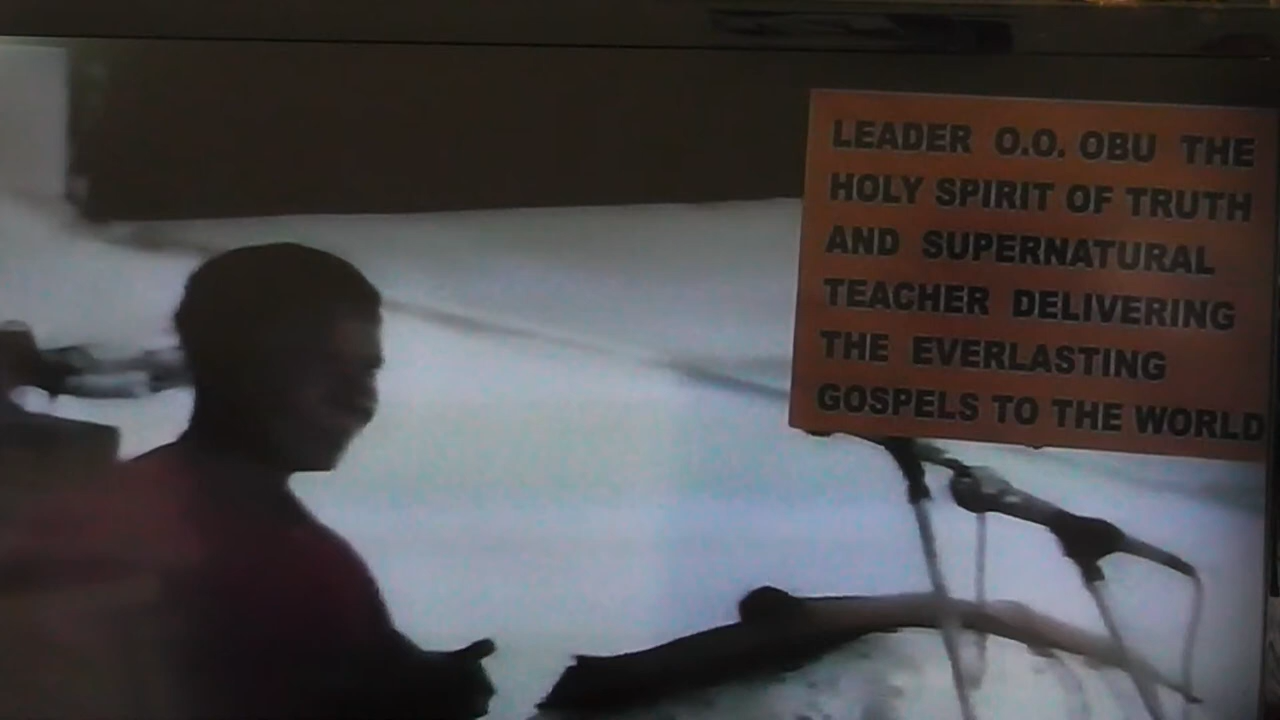 LEADER O.O. OBU THE
HOLY SPIRIT OF TRUTH
AND SUPERNATURAL
TEACHER DELIVERING
THE EVERLASTING
GOSPELS TO THE WORLD